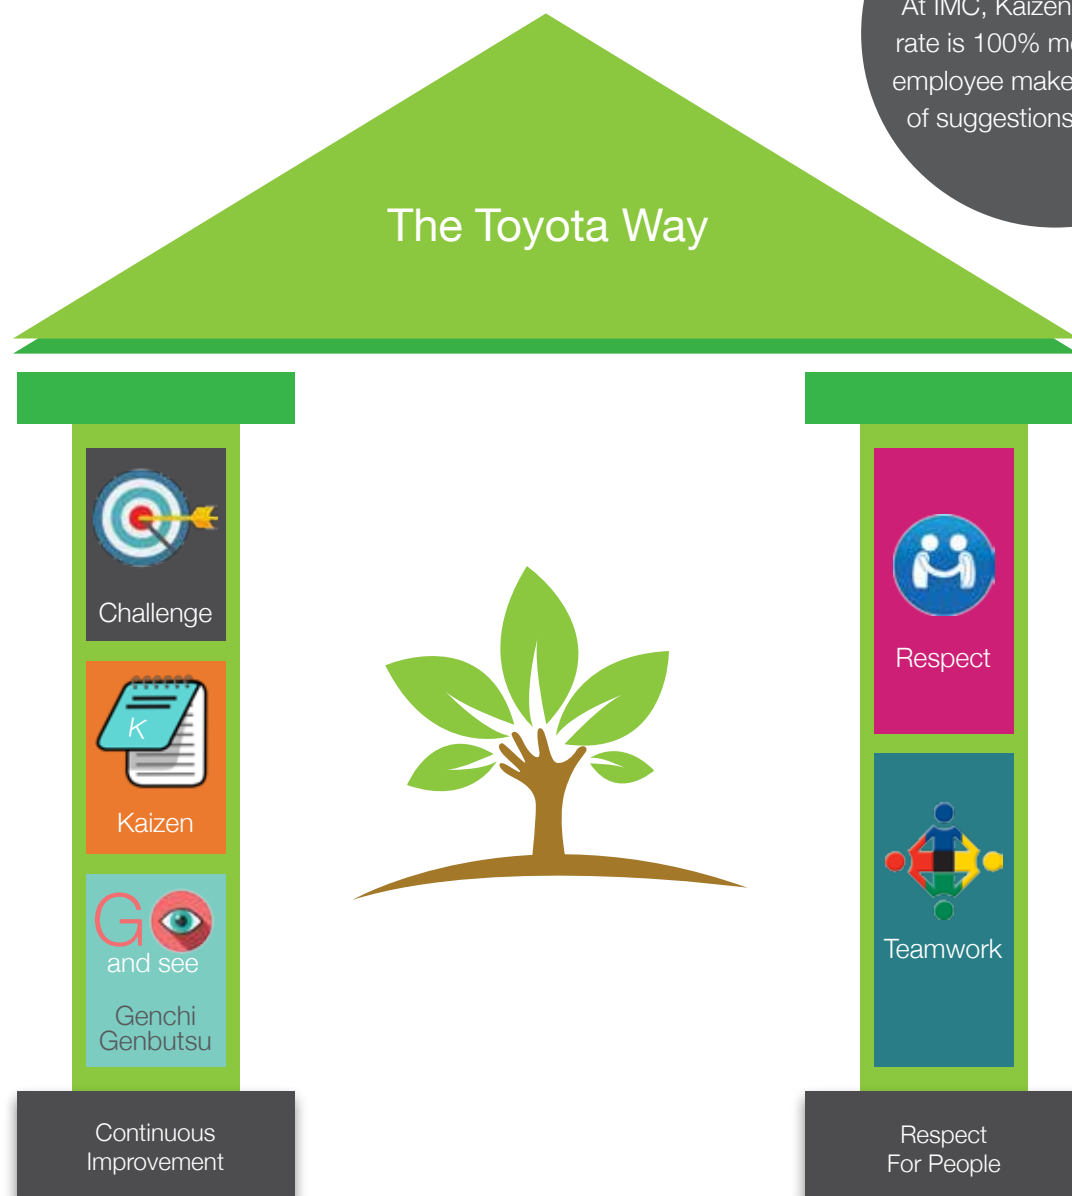 At IMC, Kaizen
rate is 100%
employee
of suggestions
The Toyota Way
Challenge
K
Kaizen
GO
and see
Genchi
Genbutsu
Continuous
Improvement
Respect
Teamwork
Respect
For People